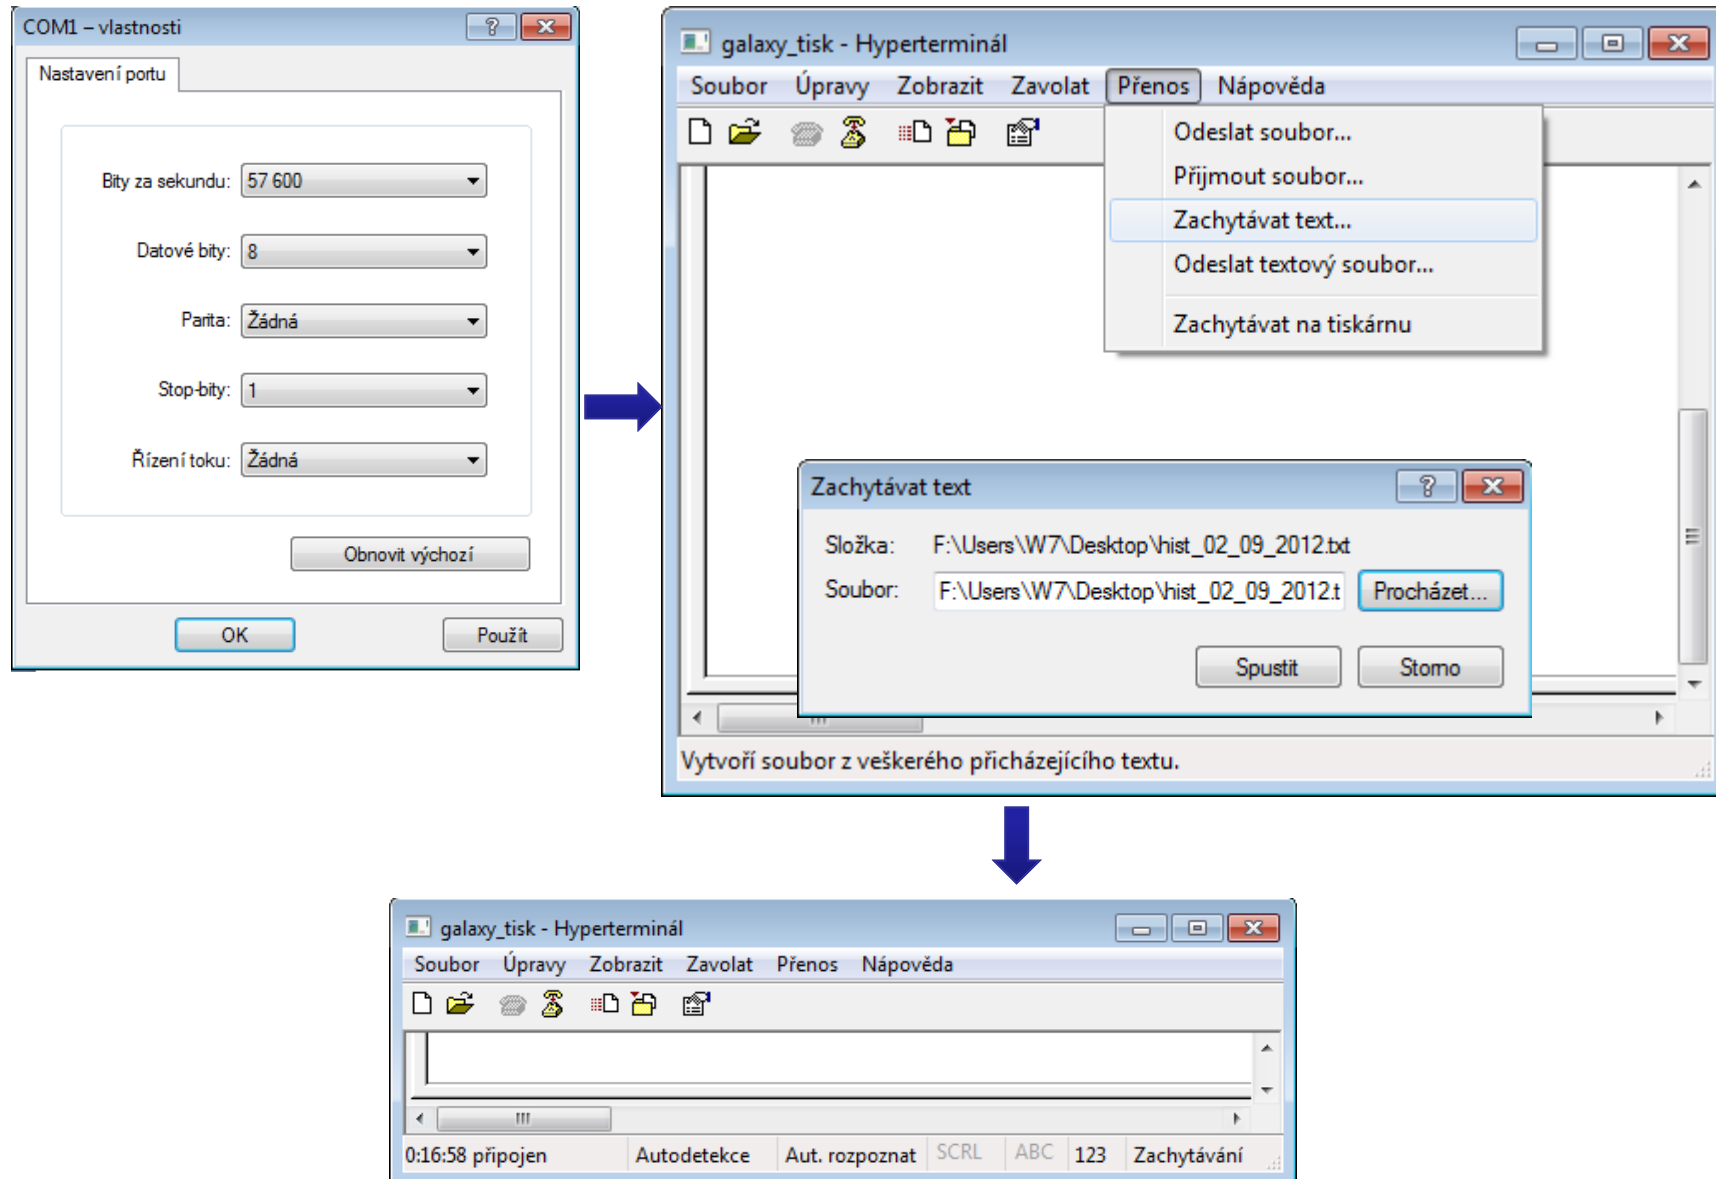 COM1 – vlastnosti
Nastavení portu
Bity za sekundu: 57 600
Datové bity: 8
Parita: Žádná
Stop-bity: 1
Řízení toku: Žádná
Obnovit výchozí
OK
Použít
galaxy_tisk - Hyperterminál
Soubor Úpravy Zobrazit Zavolat Přenos Nápověda
Odeslat soubor...
Přijmout soubor...
Zachytávat text...
Odeslat textový soubor...
Zachytávat na tiskárnu
Zachytávat text
Složka: F:\Users\W7\Desktop\hist_02_09_2012.txt
Soubor: F:\Users\W7\Desktop\hist_02_09_2012.t Procházet...
Spustit Storno
Vytvoří soubor z veškerého přicházejícího textu.
galaxy_tisk - Hyperterminál
Soubor Úpravy Zobrazit Zavolat Přenos Nápověda
0:16:58 připojen Autodetekce Aut. rozpoznat SCRL ABC 123 Zachytávání